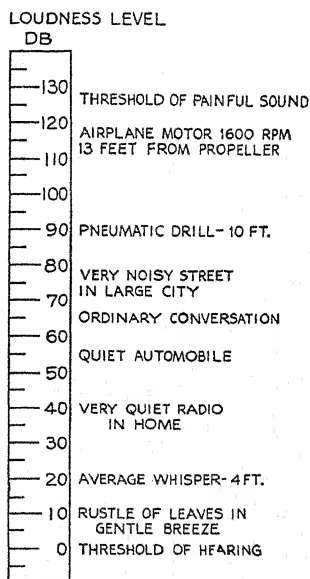 LOUDNESS LEVEL
DB
130
THRESHOLD OF PAINFUL SOUND
120
AIRPLANE MOTOR 1600 RPM
13 FEET FROM PROPELLER
110
100
90 PNEUMATIC DRILL-10 FT.
80
VERY NOISY STREET
IN LARGE CITY
70
ORDINARY CONVERSATION
60
QUIET AUTOMOBILE
50
40 VERY QUIET RADIO
IN HOME
30
20 AVERAGE WHISPER-4FT.
10 RUSTLE OF LEAVES IN
GENTLE BREEZE
0 THRESHOLD OF HEARING